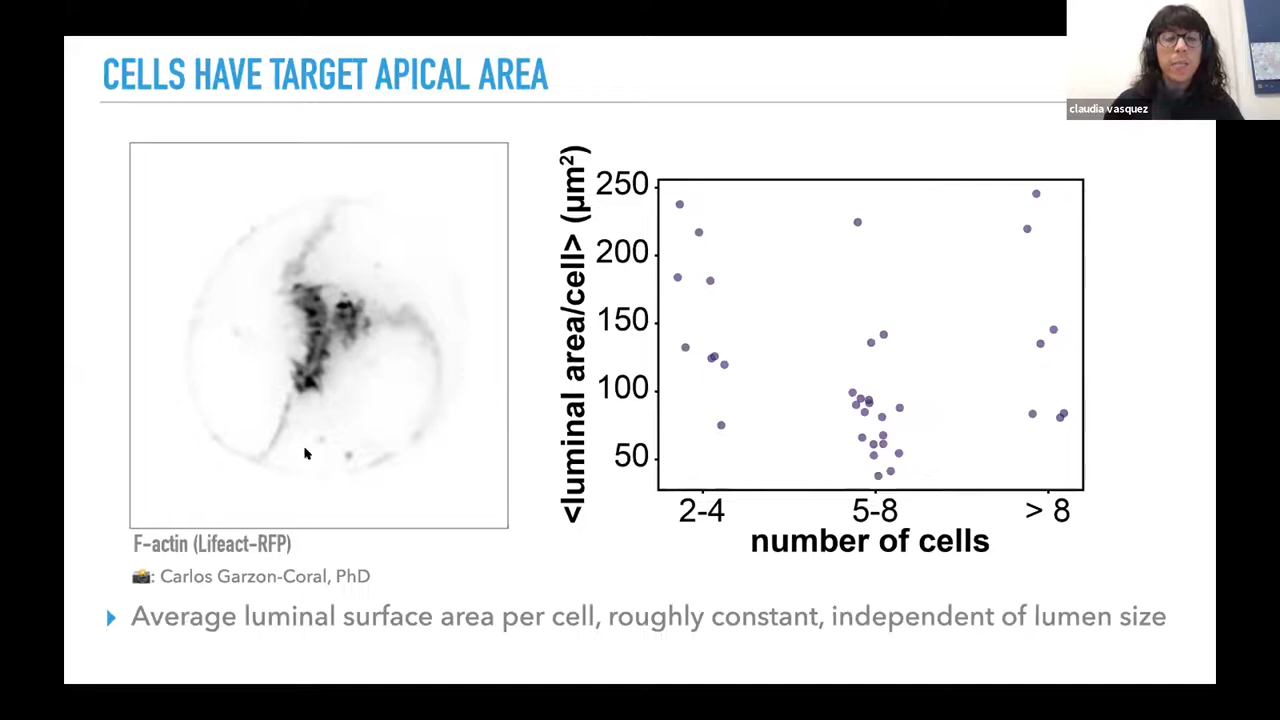 CELLS HAVE TARGET APICAL AREA
claudia vasquez
<luminal area/cell> (µm²)
250
200
150
100
50
2-4
5-8
> 8
number of cells
F-actin (Lifeact-RFP)
📸: Carlos Garzon-Coral, PhD
Average luminal surface area per cell, roughly constant, independent of lumen size